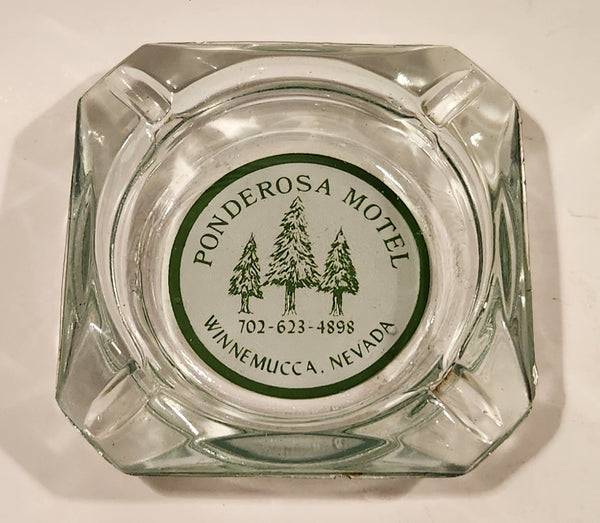 PONDEROSA MOTEL
702-623-4898
WINNEMUCCA, NEVADA